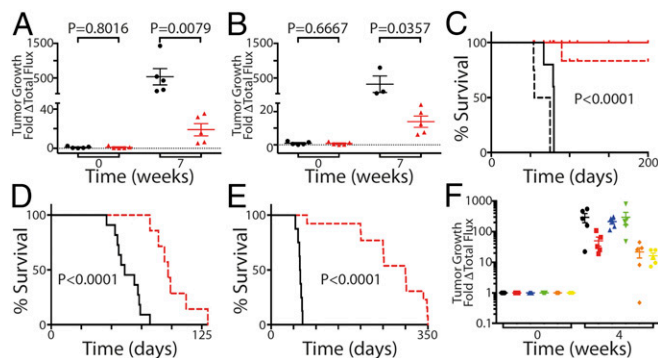 A
P=0.8016 P=0.0079
Tumor Growth
Fold ΔTotal Flux
1500
500
40
20
0
0 7
Time (weeks)
B
P=0.6667 P=0.0357
Tumor Growth
Fold ΔTotal Flux
1500
500
20
10
0
0 7
Time (weeks)
C
% Survival
100
50
0
P<0.0001
0 100 200
Time (days)
D
% Survival
100
50
0
P<0.0001
0 125
Time (days)
E
% Survival
100
50
0
P<0.0001
0 350
Time (days)
F
Tumor Growth
Fold ΔTotal Flux
1000
100
10
1
0.1
0 4
Time (weeks)